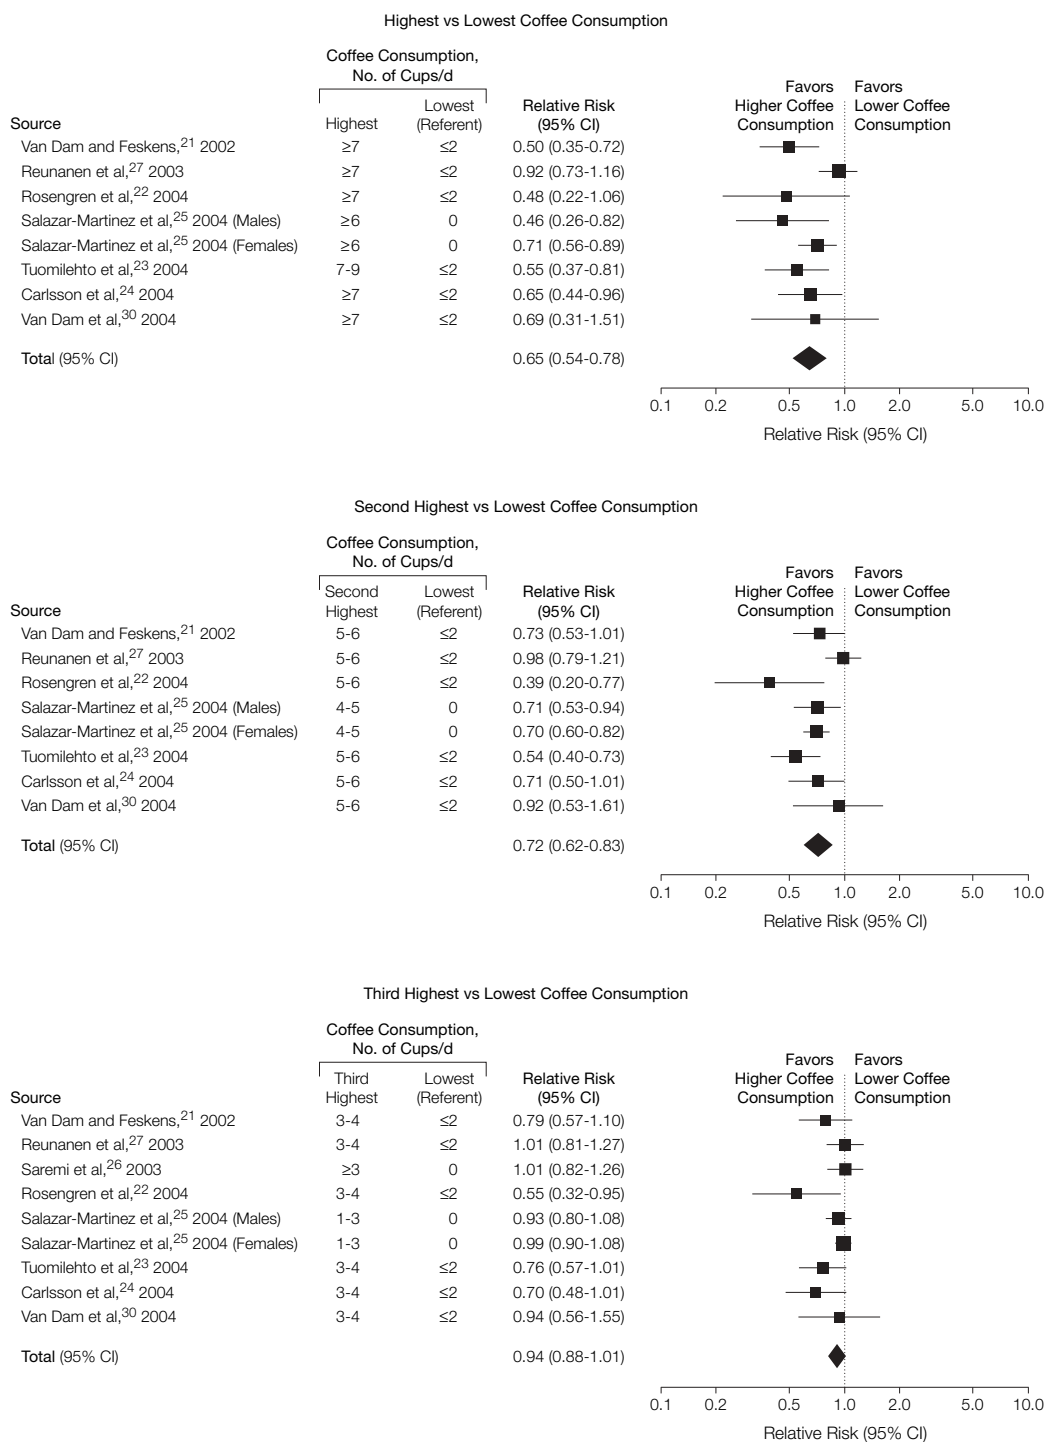 Highest vs Lowest Coffee Consumption
Coffee Consumption,
No. of Cups/d
Source Highest Lowest (Referent) Relative Risk (95% CI) Favors Higher Coffee Consumption Favors Lower Coffee Consumption
Van Dam and Feskens,21 2002 ≥7 ≤2 0.50 (0.35-0.72)
Reunanen et al,27 2003 ≥7 ≤2 0.92 (0.73-1.16)
Rosengren et al,22 2004 ≥7 ≤2 0.48 (0.22-1.06)
Salazar-Martinez et al,25 2004 (Males) ≥6 0 0.46 (0.26-0.82)
Salazar-Martinez et al,25 2004 (Females) ≥6 0 0.71 (0.56-0.89)
Tuomilehto et al,23 2004 7-9 ≤2 0.55 (0.37-0.81)
Carlsson et al,24 2004 ≥7 ≤2 0.65 (0.44-0.96)
Van Dam et al,30 2004 ≥7 ≤2 0.69 (0.31-1.51)
Total (95% CI) 0.65 (0.54-0.78)
0.1 0.2 0.5 1.0 2.0 5.0 10.0
Relative Risk (95% CI)
Second Highest vs Lowest Coffee Consumption
Coffee Consumption,
No. of Cups/d
Source Second Highest Lowest (Referent) Relative Risk (95% CI) Favors Higher Coffee Consumption Favors Lower Coffee Consumption
Van Dam and Feskens,21 2002 5-6 ≤2 0.73 (0.53-1.01)
Reunanen et al,27 2003 5-6 ≤2 0.98 (0.79-1.21)
Rosengren et al,22 2004 5-6 ≤2 0.39 (0.20-0.77)
Salazar-Martinez et al,25 2004 (Males) 4-5 0 0.71 (0.53-0.94)
Salazar-Martinez et al,25 2004 (Females) 4-5 0 0.70 (0.60-0.82)
Tuomilehto et al,23 2004 5-6 ≤2 0.54 (0.40-0.73)
Carlsson et al,24 2004 5-6 ≤2 0.71 (0.50-1.01)
Van Dam et al,30 2004 5-6 ≤2 0.92 (0.53-1.61)
Total (95% CI) 0.72 (0.62-0.83)
0.1 0.2 0.5 1.0 2.0 5.0 10.0
Relative Risk (95% CI)
Third Highest vs Lowest Coffee Consumption
Coffee Consumption,
No. of Cups/d
Source Third Highest Lowest (Referent) Relative Risk (95% CI) Favors Higher Coffee Consumption Favors Lower Coffee Consumption
Van Dam and Feskens,21 2002 3-4 ≤2 0.79 (0.57-1.10)
Reunanen et al,27 2003 3-4 ≤2 1.01 (0.81-1.27)
Saremi et al,26 2003 ≥3 0 1.01 (0.82-1.26)
Rosengren et al,22 2004 3-4 ≤2 0.55 (0.32-0.95)
Salazar-Martinez et al,25 2004 (Males) 1-3 0 0.93 (0.80-1.08)
Salazar-Martinez et al,25 2004 (Females) 1-3 0 0.99 (0.90-1.08)
Tuomilehto et al,23 2004 3-4 ≤2 0.76 (0.57-1.01)
Carlsson et al,24 2004 3-4 ≤2 0.70 (0.48-1.01)
Van Dam et al,30 2004 3-4 ≤2 0.94 (0.56-1.55)
Total (95% CI) 0.94 (0.88-1.01)
0.1 0.2 0.5 1.0 2.0 5.0 10.0
Relative Risk (95% CI)